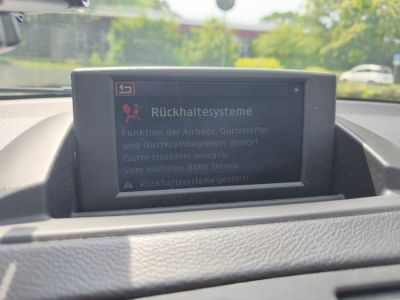 Rückhaltesysteme
Funktion der Airbags, Gurtstraffer
und Gurtkraftbegrenzer gestört.
Gurte trotzdem anlegen.
Vom nächsten BMW Service
Rückhaltesysteme gestört!